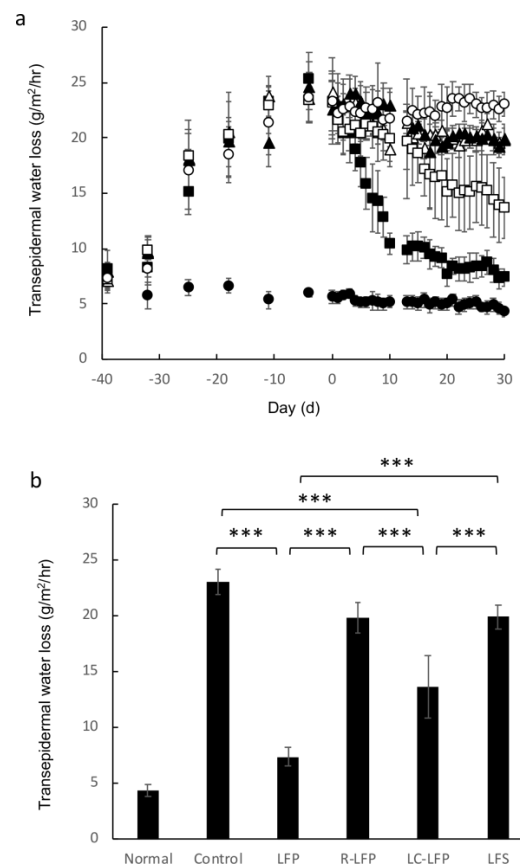 a
Transepidermal water loss (g/m²/hr)
30
25
20
15
10
5
0
-40 -30 -20 -10 0 10 20 30
Day (d)
b
Transepidermal water loss (g/m²/hr)
30
25
20
15
10
5
0
***
***
*** *** *** ***
Normal Control LFP R-LFP LC-LFP LFS